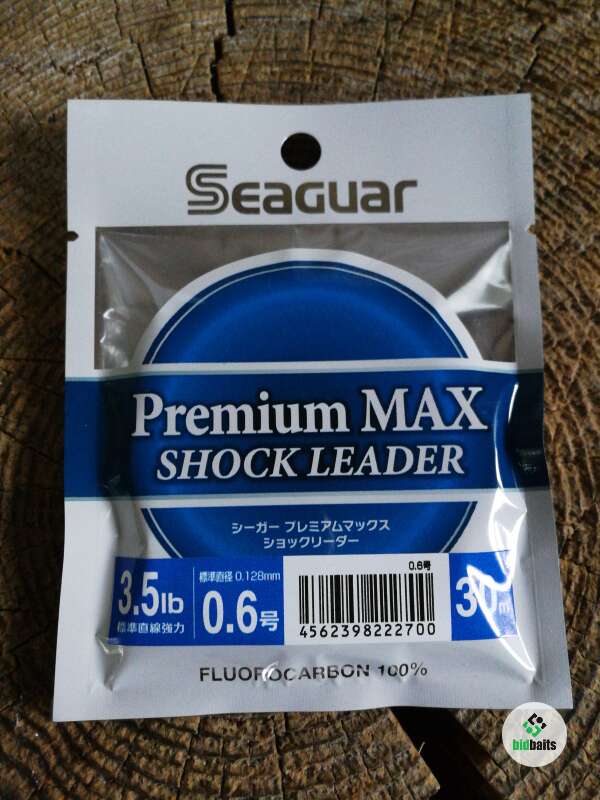 SEAGUAR
Premium MAX
SHOCK LEADER
シーガー プレミアムマックス
ショックリーダー
3.5lb
標準直線強力
標準直径 0.128mm
0.6号
0.6号
4562398222700
30m
FLUOROCARBON 100%
bidbaits